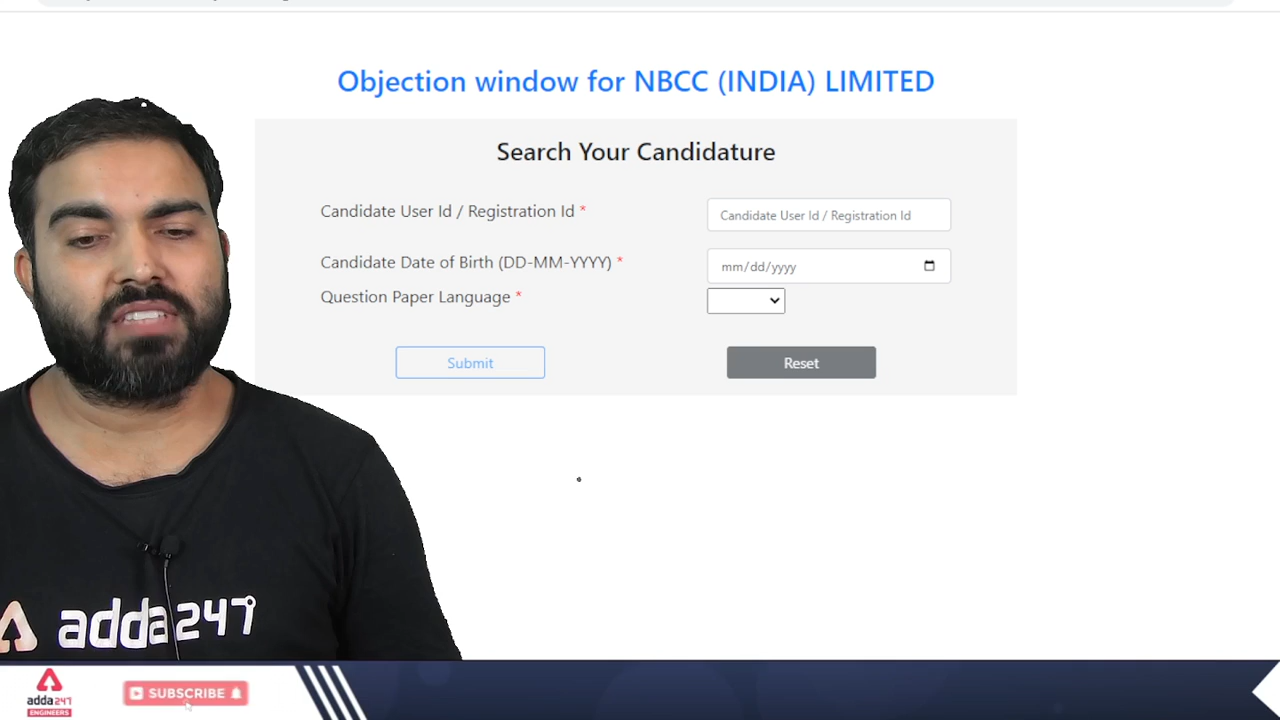 Objection window for NBCC (INDIA) LIMITED
Search Your Candidature
Candidate User Id / Registration Id *
Candidate User Id / Registration Id
Candidate Date of Birth (DD-MM-YYYY) *
mm/dd/yyyy
Question Paper Language *
Submit
Reset
adda247
adda247
ENGINEERS
SUBSCRIBE